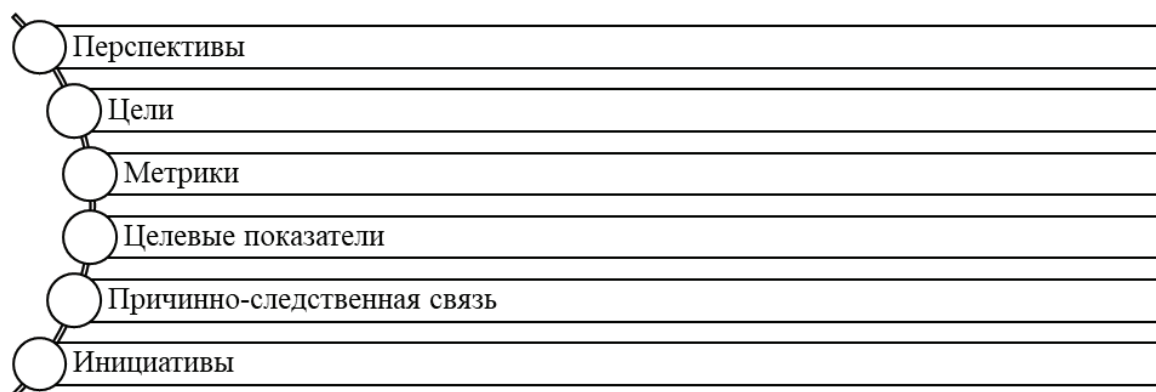 Перспективы
Цели
Метрики
Целевые показатели
Причинно-следственная связь
Инициативы